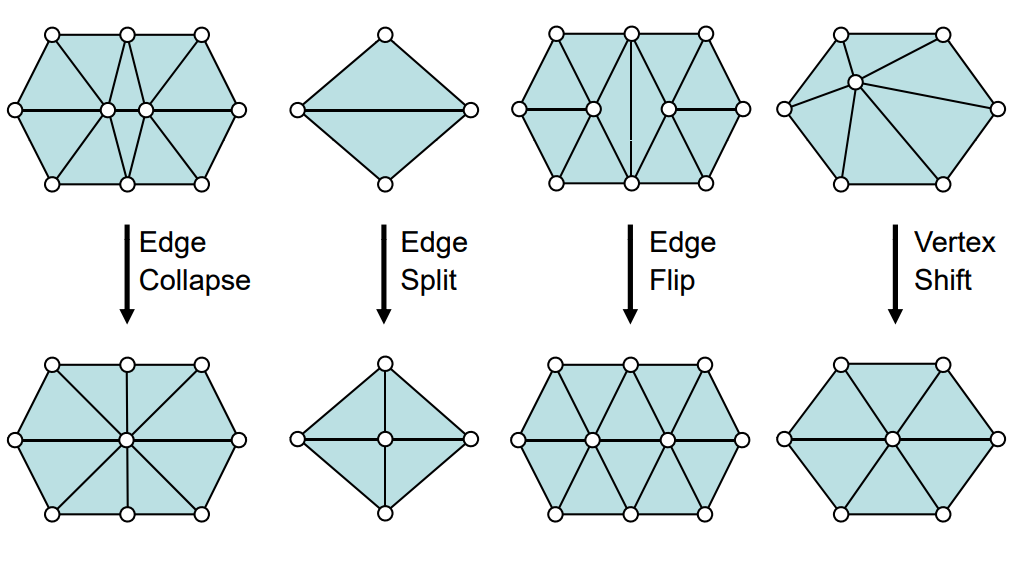 Edge
Collapse
Edge
Split
Edge
Flip
Vertex
Shift